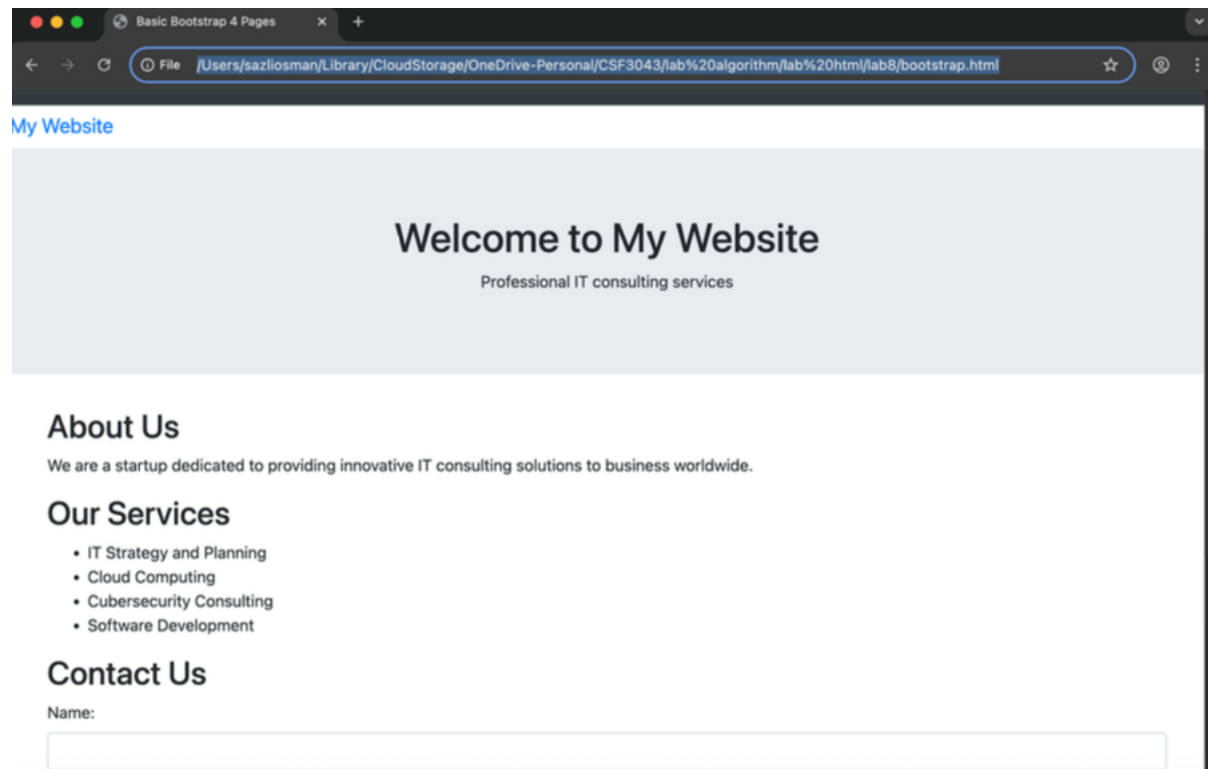 Basic Bootstrap 4 Pages
File /Users/sazliosman/Library/CloudStorage/OneDrive-Personal/CSF3043/lab%20algorithm/lab%20html/lab8/bootstrap.html
My Website
Welcome to My Website
Professional IT consulting services
About Us
We are a startup dedicated to providing innovative IT consulting solutions to business worldwide.
Our Services
• IT Strategy and Planning
• Cloud Computing
• Cubersecurity Consulting
• Software Development
Contact Us
Name: